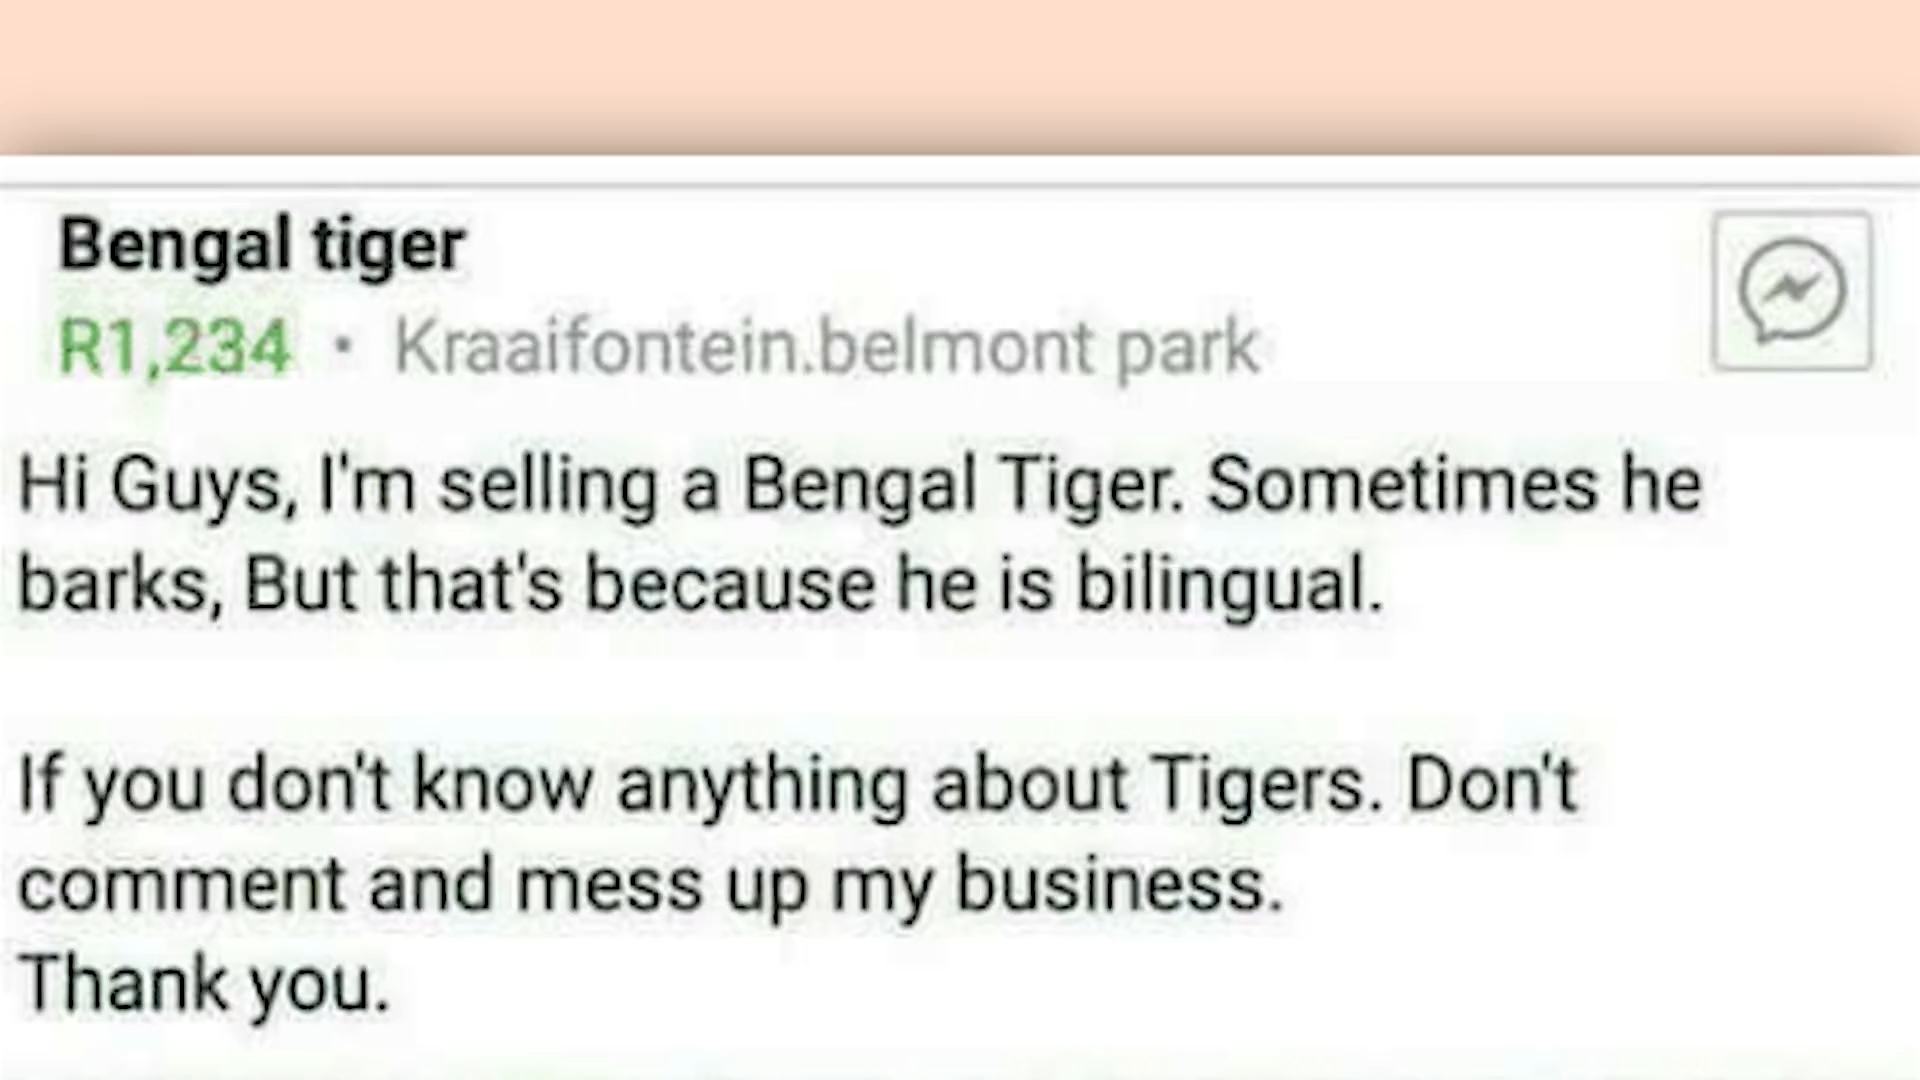 Bengal tiger
R1,234 · Kraaifontein.belmont park
Hi Guys, I'm selling a Bengal Tiger. Sometimes he
barks, But that's because he is bilingual.
If you don't know anything about Tigers. Don't
comment and mess up my business.
Thank you.